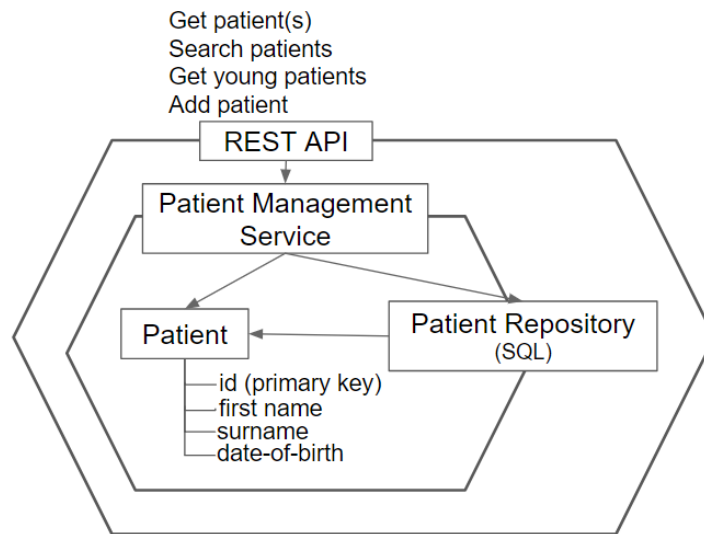 Get patient(s)
Search patients
Get young patients
Add patient
REST API
Patient Management
Service
Patient
Patient Repository
(SQL)
id (primary key)
first name
surname
date-of-birth